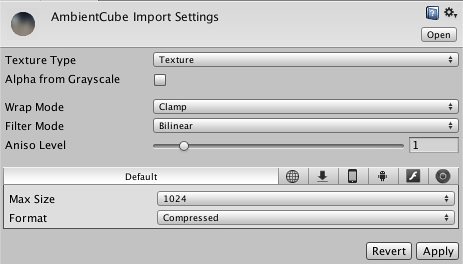 AmbientCube Import Settings
Open
Texture Type Texture
Alpha from Grayscale
Wrap Mode Clamp
Filter Mode Bilinear
Aniso Level 1
Default
Max Size 1024
Format Compressed
Revert Apply